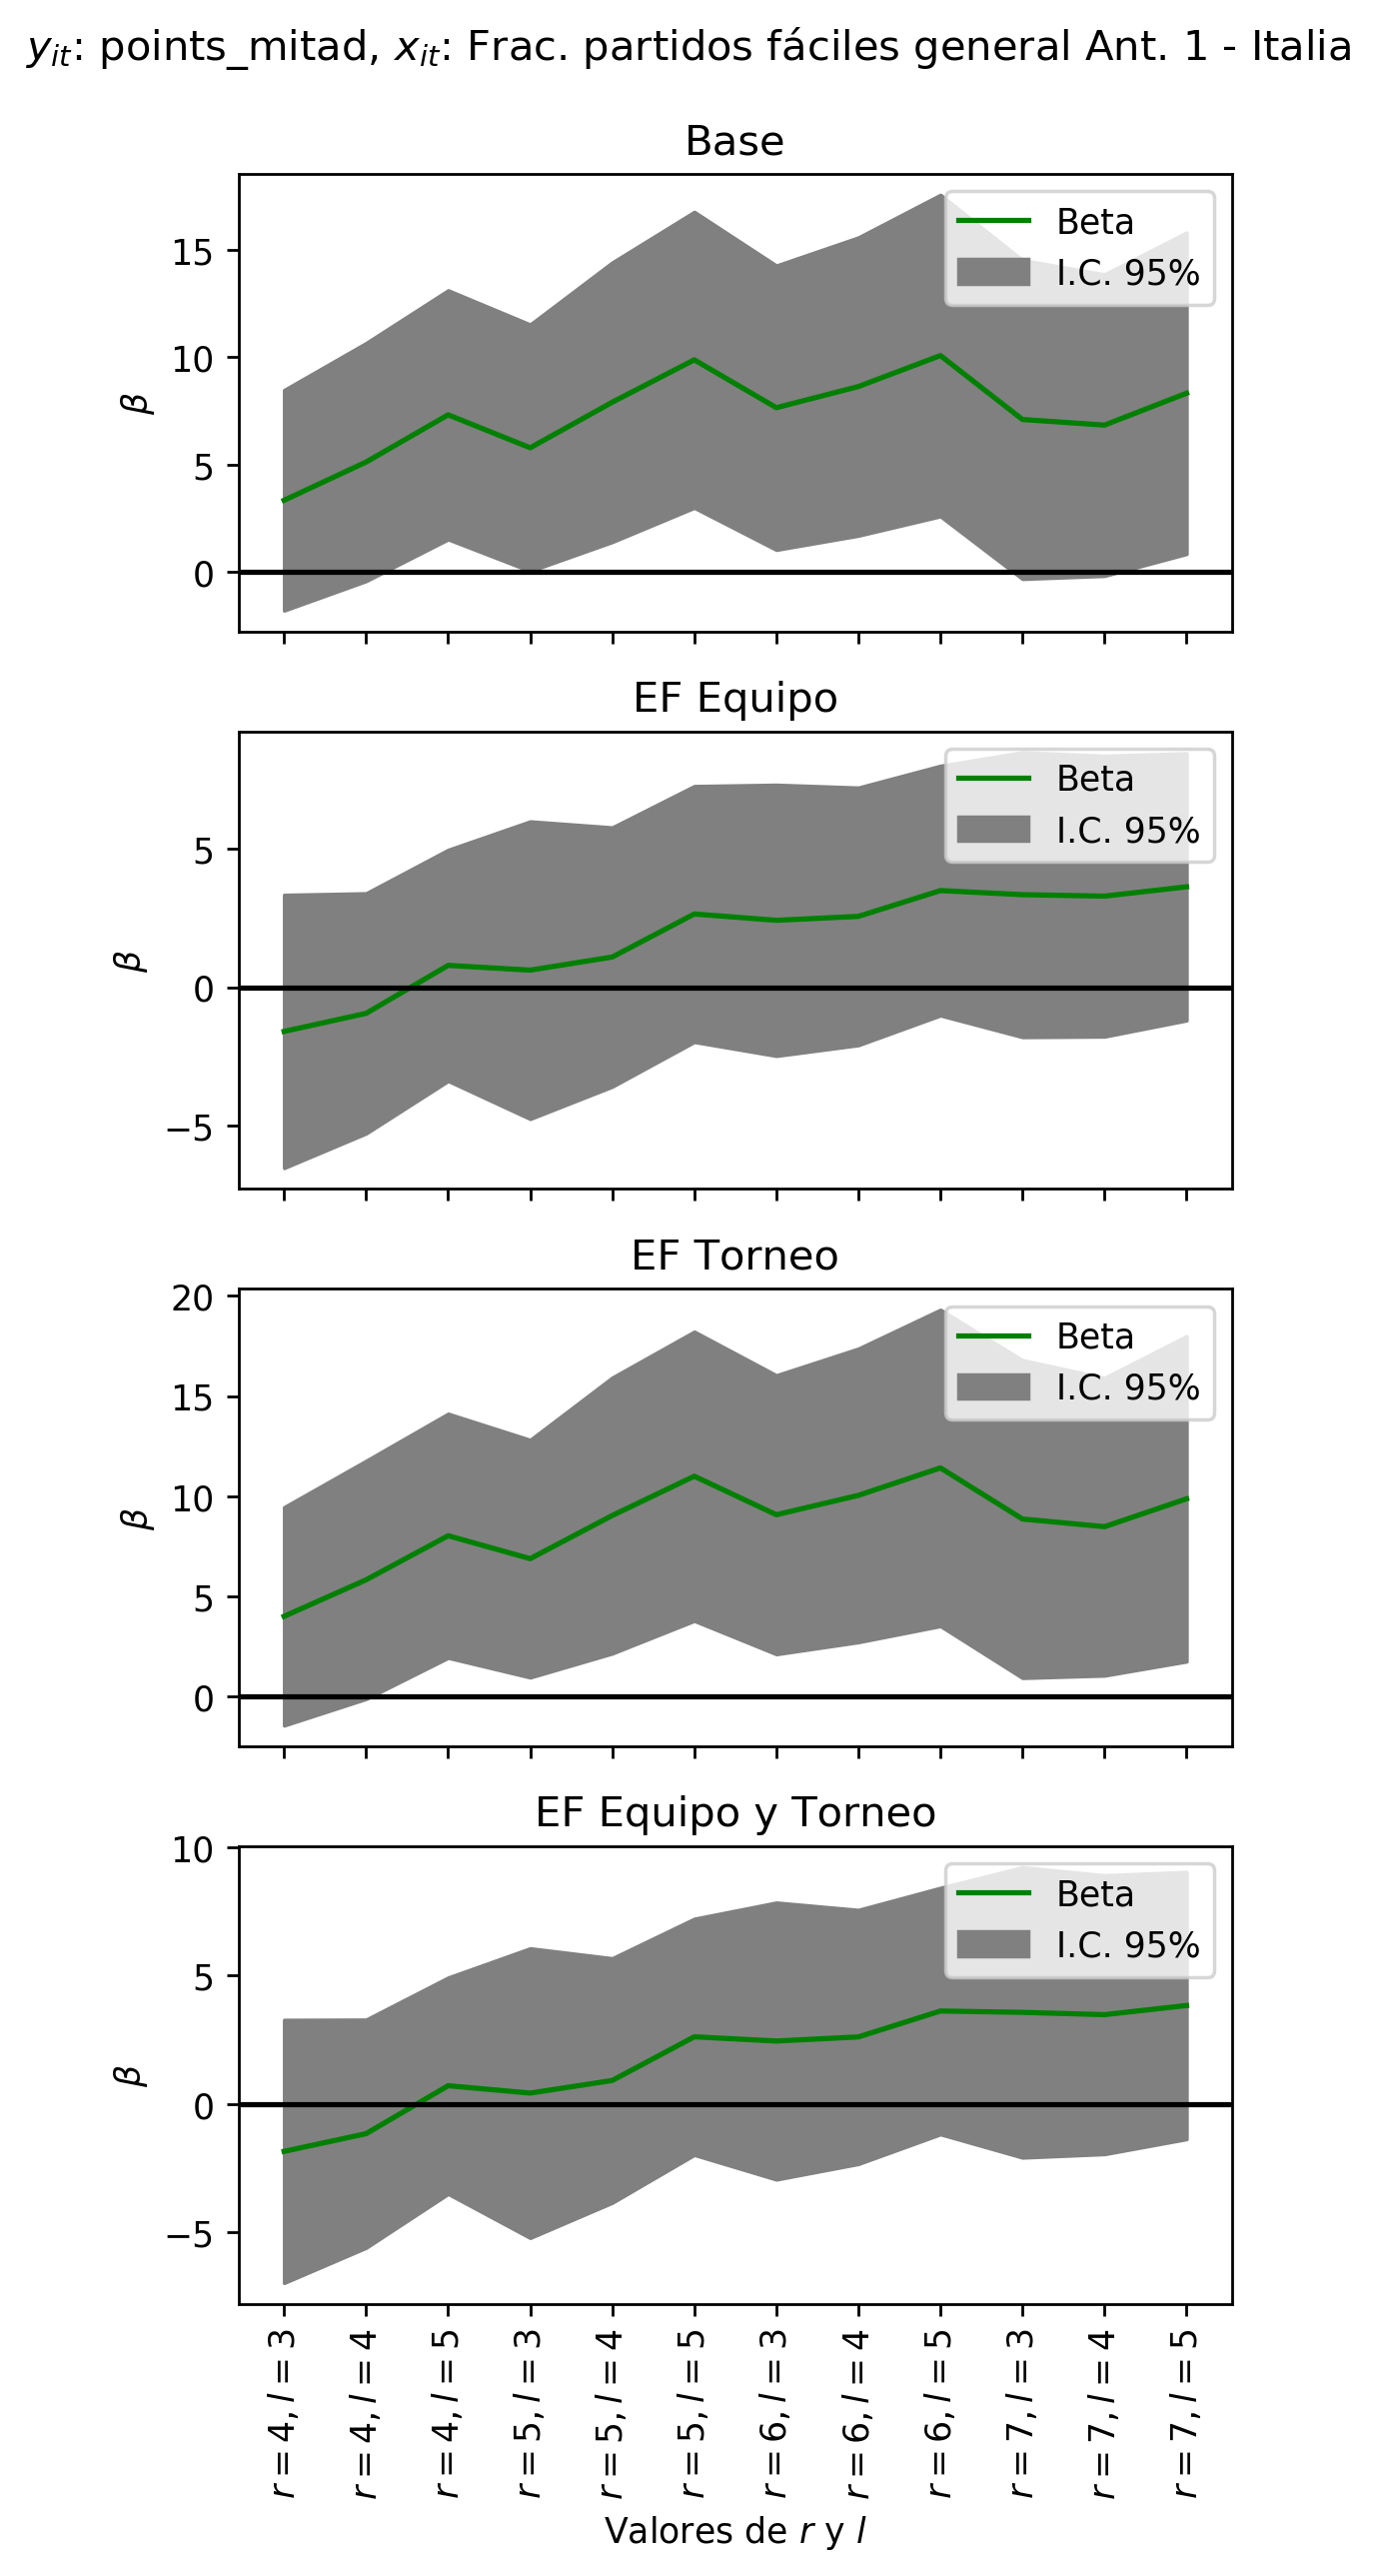 y_it: points_mitad, x_it: Frac. partidos fáciles general Ant. 1 - Italia
Base
Beta
I.C. 95%
15
10
5
0
β
EF Equipo
Beta
I.C. 95%
5
0
−5
β
EF Torneo
Beta
I.C. 95%
20
15
10
5
0
β
EF Equipo y Torneo
Beta
I.C. 95%
10
5
0
−5
β
r = 4, l = 3
r = 4, l = 4
r = 4, l = 5
r = 5, l = 3
r = 5, l = 4
r = 5, l = 5
r = 6, l = 3
r = 6, l = 4
r = 6, l = 5
r = 7, l = 3
r = 7, l = 4
r = 7, l = 5
Valores de r y l